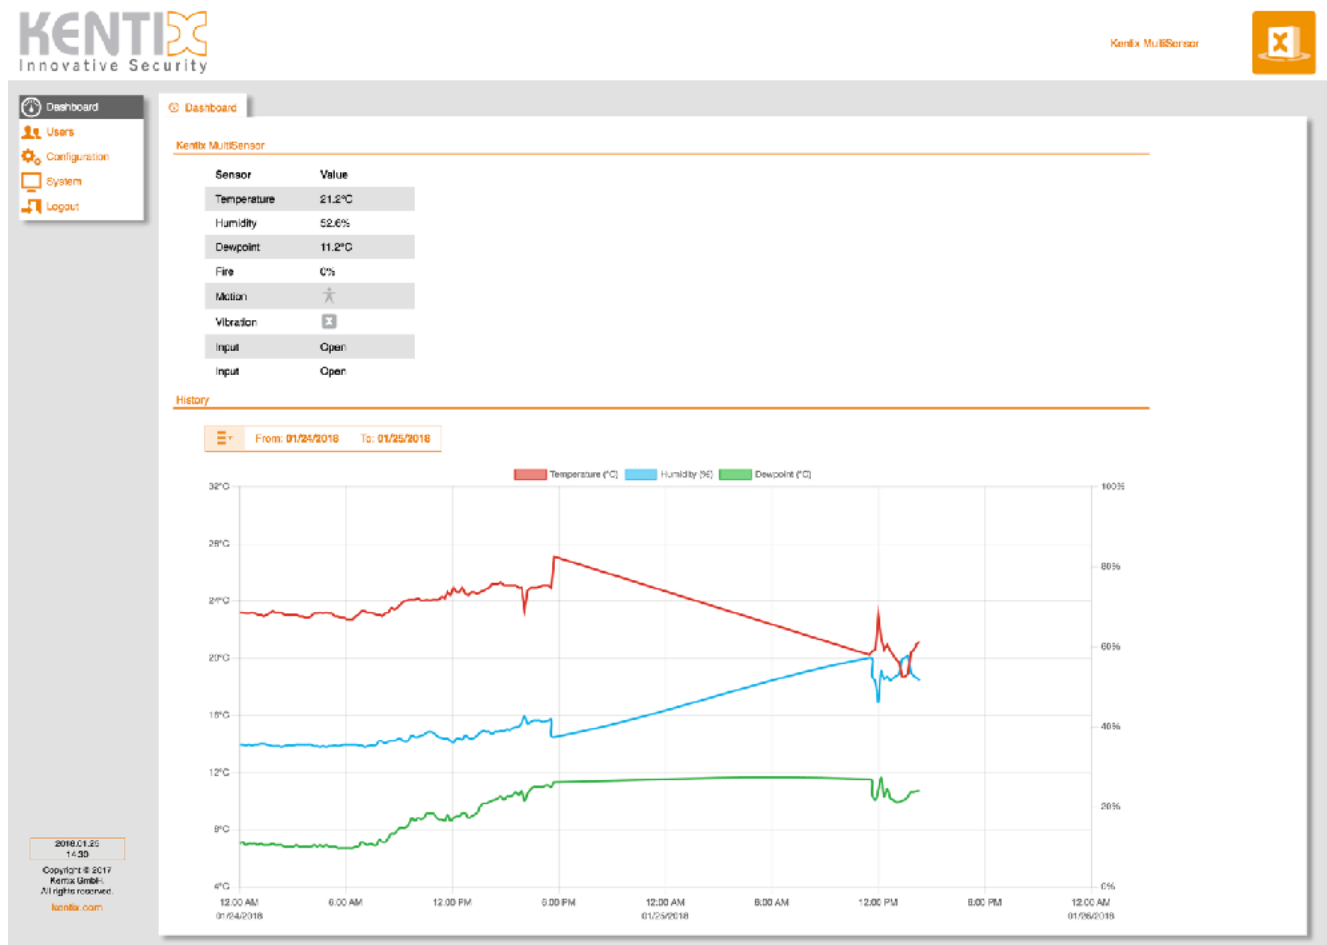 KENTIX
Innovative Security
Kentix MultiSensor
Dashboard
Users
Configuration
System
Logout
Dashboard
Kentix MultiSensor
Sensor Value
Temperature 21.2°C
Humidity 52.6%
Dewpoint 11.2°C
Fire 0%
Motion
Vibration
Input Open
Input Open
History
From: 01/24/2018 To: 01/25/2018
Temperature (°C) Humidity (%) Dewpoint (°C)
32°C 100%
28°C
80%
24°C
20°C 60%
16°C
40%
12°C
20%
8°C
4°C 0%
12:00 AM 6:00 AM 12:00 PM 6:00 PM 12:00 AM 6:00 AM 12:00 PM 6:00 PM 12:00 AM
01/24/2018 01/25/2018 01/26/2018
2018.01.25
14:30
Copyright © 2017
Kentix GmbH.
All rights reserved.
kentix.com